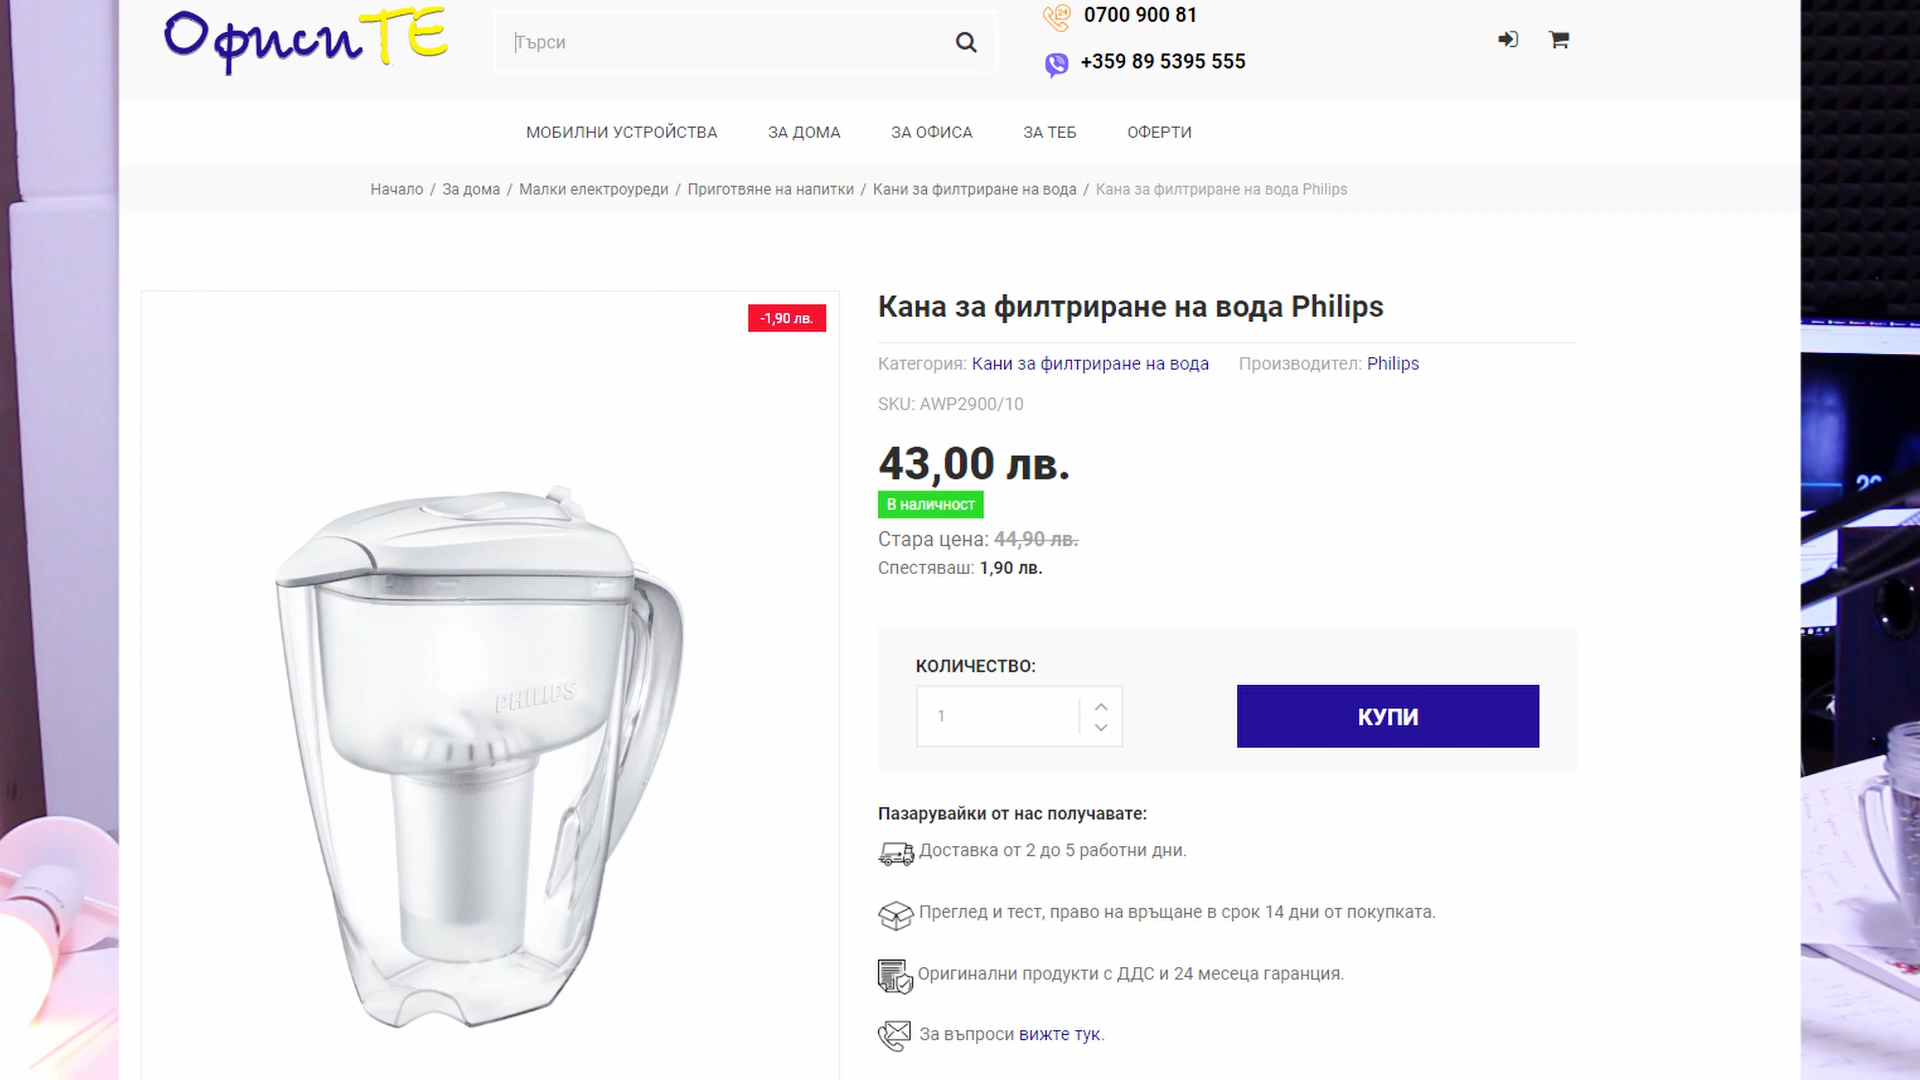 ОфисиТЕ
Търси
0700 900 81
+359 89 5395 555
МОБИЛНИ УСТРОЙСТВА
ЗА ДОМА
ЗА ОФИСА
ЗА ТЕБ
ОФЕРТИ
Начало / За дома / Малки електроуреди / Приготвяне на напитки / Кани за филтриране на вода / Кана за филтриране на вода Philips
-1,90 лв.
PHILIPS
Кана за филтриране на вода Philips
Категория: Кани за филтриране на вода Производител: Philips
SKU: AWP2900/10
43,00 лв.
В наличност
Стара цена: 44,90 лв.
Спестяваш: 1,90 лв.
КОЛИЧЕСТВО:
1
КУПИ
Пазарувайки от нас получавате:
Доставка от 2 до 5 работни дни.
Преглед и тест, право на връщане в срок 14 дни от покупката.
Оригинални продукти с ДДС и 24 месеца гаранция.
За въпроси вижте тук.